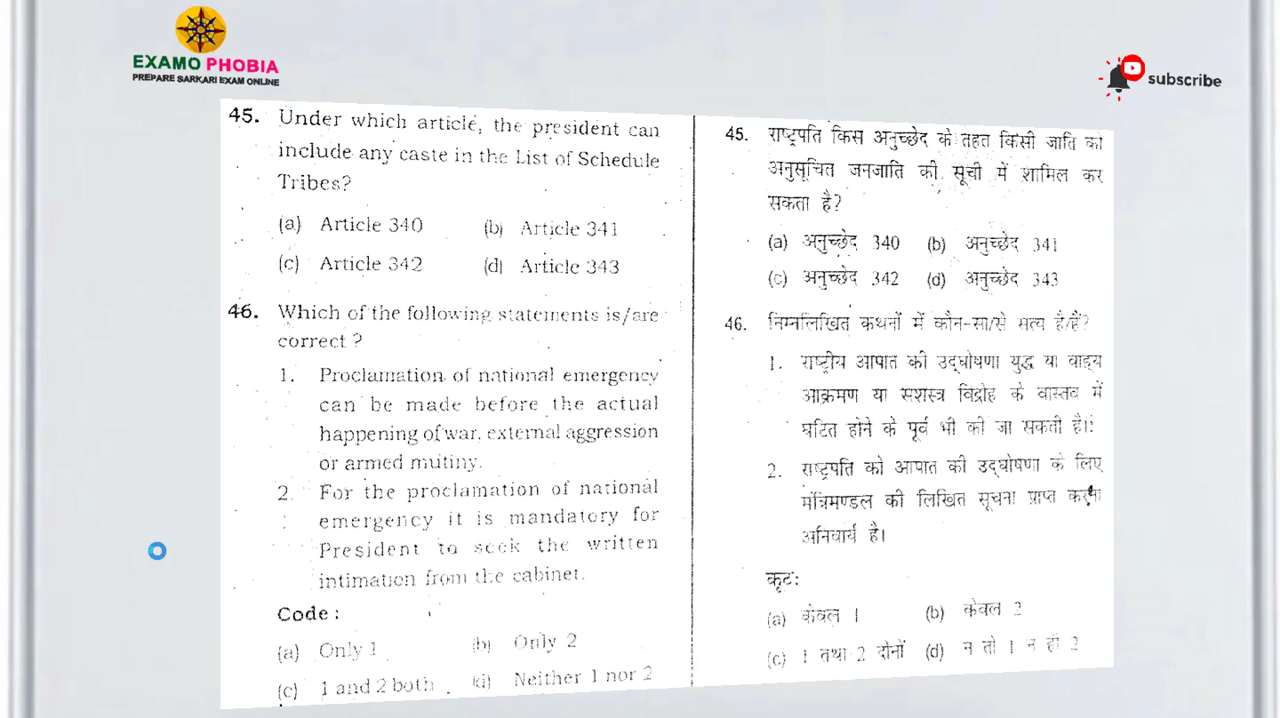 EXAMO PHOBIA
PREPARE SARKARI EXAM ONLINE
subscribe
45. Under which article, the president can
include any caste in the List of Schedule
Tribes?
(a) Article 340 (b) Article 341
(c) Article 342 (d) Article 343
46. Which of the following statements is/are
correct ?
1. Proclamation of national emergency
can be made before the actual
happening of war, external aggression
or armed mutiny.
2. For the proclamation of national
emergency it is mandatory for
President to seek the written
intimation from the cabinet.
Code :
(a) Only 1 (b) Only 2
(c) 1 and 2 both (d) Neither 1 nor 2
45. राष्ट्रपति किस अनुच्छेद के तहत किसी जाति को
अनुसूचित जनजाति की सूची में शामिल कर
सकता है?
(a) अनुच्छेद 340 (b) अनुच्छेद 341
(c) अनुच्छेद 342 (d) अनुच्छेद 343
46. निम्नलिखित कथनों में कौन-सा/से सत्य है/हैं?
1. राष्ट्रीय आपात की उद्घोषणा युद्ध या वाह्य
आक्रमण या सशस्त्र विद्रोह के वास्तव में
घटित होने के पूर्व भी की जा सकती है।
2. राष्ट्रपति को आपात की उद्घोषणा के लिए
मंत्रिमण्डल की लिखित सूचना प्राप्त करना
अनिवार्य है।
कूट:
(a) केवल 1 (b) केवल 2
(c) 1 तथा 2 दोनों (d) न तो 1 न ही 2